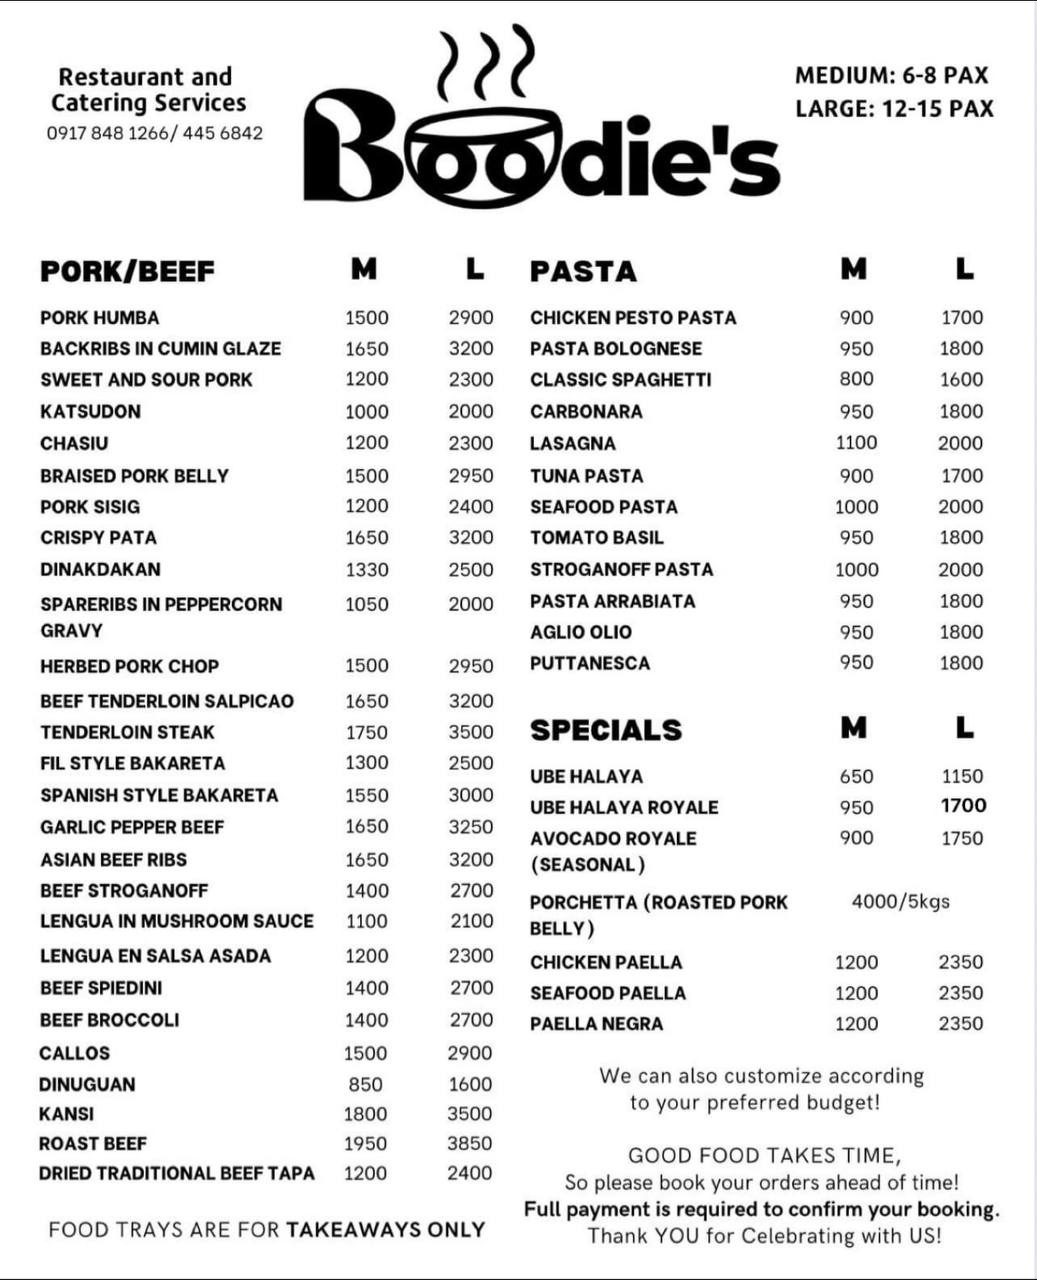 Restaurant and
Catering Services
0917 848 1266/ 445 6842
Boodie's
MEDIUM: 6-8 PAX
LARGE: 12-15 PAX
PORK/BEEF M L
PORK HUMBA 1500 2900
BACKRIBS IN CUMIN GLAZE 1650 3200
SWEET AND SOUR PORK 1200 2300
KATSUDON 1000 2000
CHASIU 1200 2300
BRAISED PORK BELLY 1500 2950
PORK SISIG 1200 2400
CRISPY PATA 1650 3200
DINAKDAKAN 1330 2500
SPARERIBS IN PEPPERCORN 1050 2000
GRAVY
HERBED PORK CHOP 1500 2950
BEEF TENDERLOIN SALPICAO 1650 3200
TENDERLOIN STEAK 1750 3500
FIL STYLE BAKARETA 1300 2500
SPANISH STYLE BAKARETA 1550 3000
GARLIC PEPPER BEEF 1650 3250
ASIAN BEEF RIBS 1650 3200
BEEF STROGANOFF 1400 2700
LENGUA IN MUSHROOM SAUCE 1100 2100
LENGUA EN SALSA ASADA 1200 2300
BEEF SPIEDINI 1400 2700
BEEF BROCCOLI 1400 2700
CALLOS 1500 2900
DINUGUAN 850 1600
KANSI 1800 3500
ROAST BEEF 1950 3850
DRIED TRADITIONAL BEEF TAPA 1200 2400
FOOD TRAYS ARE FOR TAKEAWAYS ONLY
PASTA M L
CHICKEN PESTO PASTA 900 1700
PASTA BOLOGNESE 950 1800
CLASSIC SPAGHETTI 800 1600
CARBONARA 950 1800
LASAGNA 1100 2000
TUNA PASTA 900 1700
SEAFOOD PASTA 1000 2000
TOMATO BASIL 950 1800
STROGANOFF PASTA 1000 2000
PASTA ARRABIATA 950 1800
AGLIO OLIO 950 1800
PUTTANESCA 950 1800
SPECIALS M L
UBE HALAYA 650 1150
UBE HALAYA ROYALE 950 1700
AVOCADO ROYALE 900 1750
(SEASONAL)
PORCHETTA (ROASTED PORK 4000/5kgs
BELLY)
CHICKEN PAELLA 1200 2350
SEAFOOD PAELLA 1200 2350
PAELLA NEGRA 1200 2350
We can also customize according
to your preferred budget!
GOOD FOOD TAKES TIME,
So please book your orders ahead of time!
Full payment is required to confirm your booking.
Thank YOU for Celebrating with US!